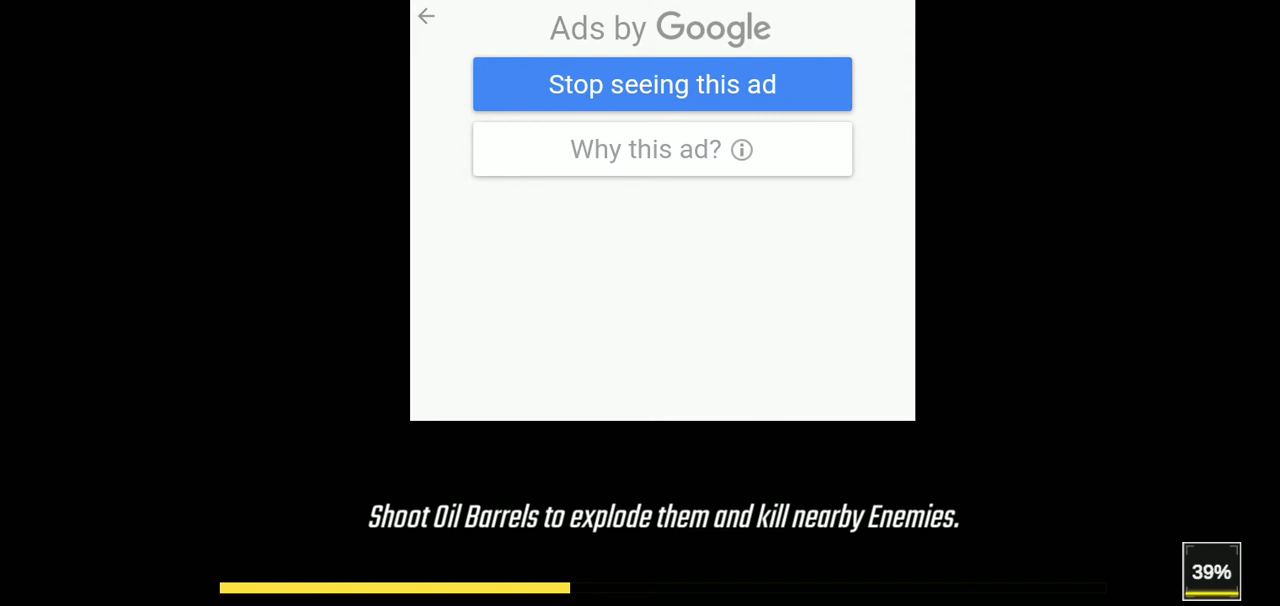 Ads by Google
Stop seeing this ad
Why this ad?
Shoot Oil Barrels to explode them and kill nearby Enemies.
39%